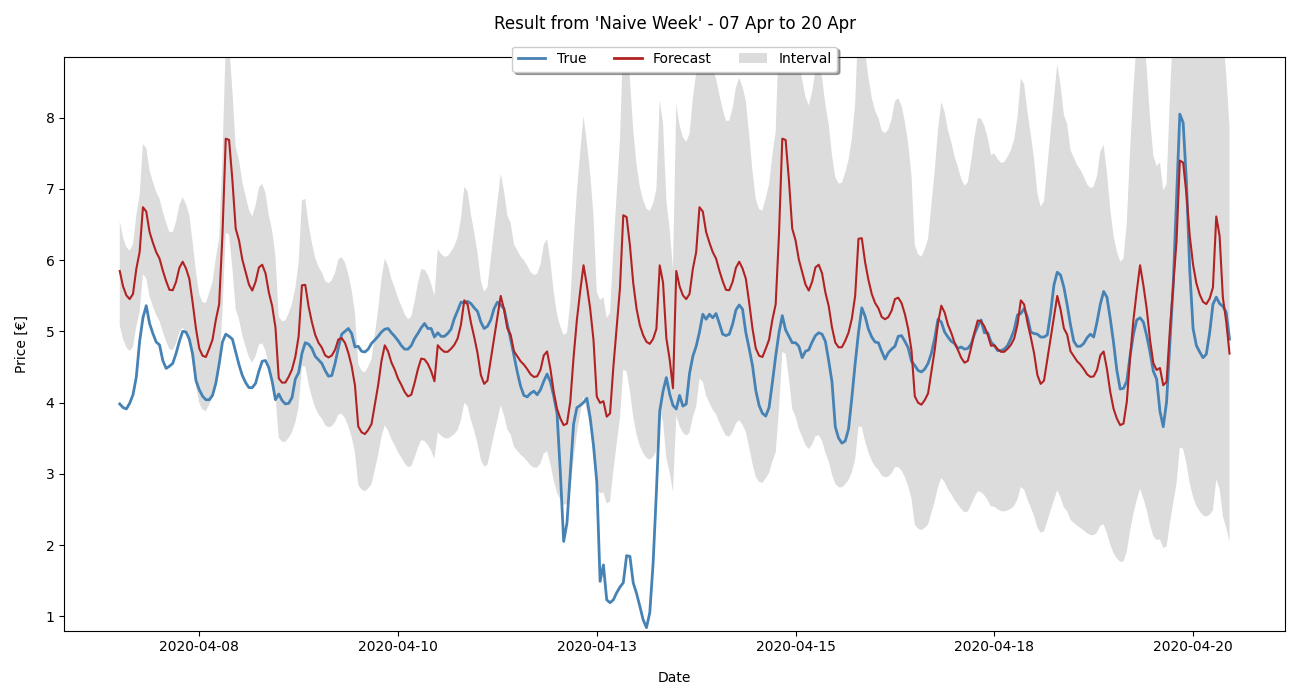 Result from 'Naive Week' - 07 Apr to 20 Apr
True Forecast Interval
Price [€]
8
7
6
5
4
3
2
1
2020-04-08 2020-04-10 2020-04-13 2020-04-15 2020-04-18 2020-04-20
Date